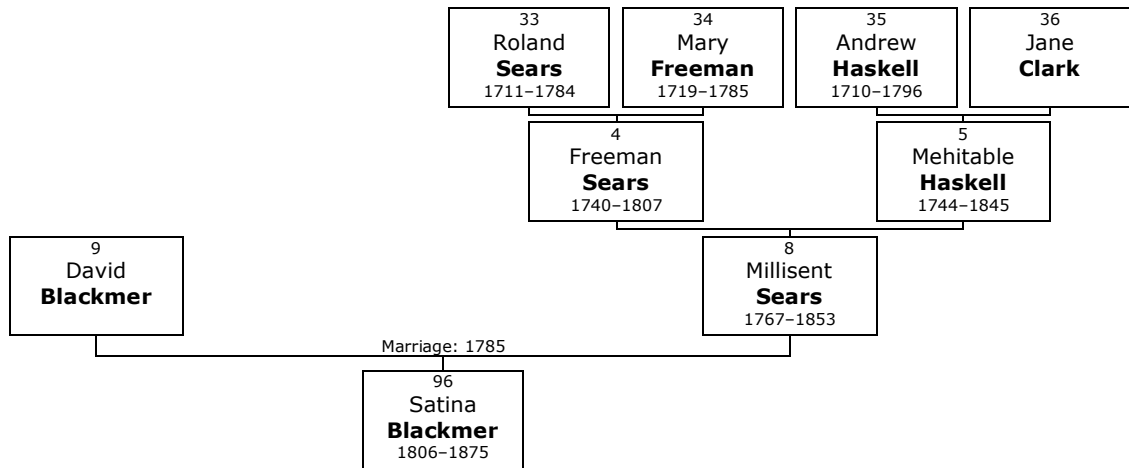 33
Roland
Sears
1711–1784
34
Mary
Freeman
1719–1785
35
Andrew
Haskell
1710–1796
36
Jane
Clark
4
Freeman
Sears
1740–1807
5
Mehitable
Haskell
1744–1845
9
David
Blackmer
8
Millisent
Sears
1767–1853
Marriage: 1785
96
Satina
Blackmer
1806–1875